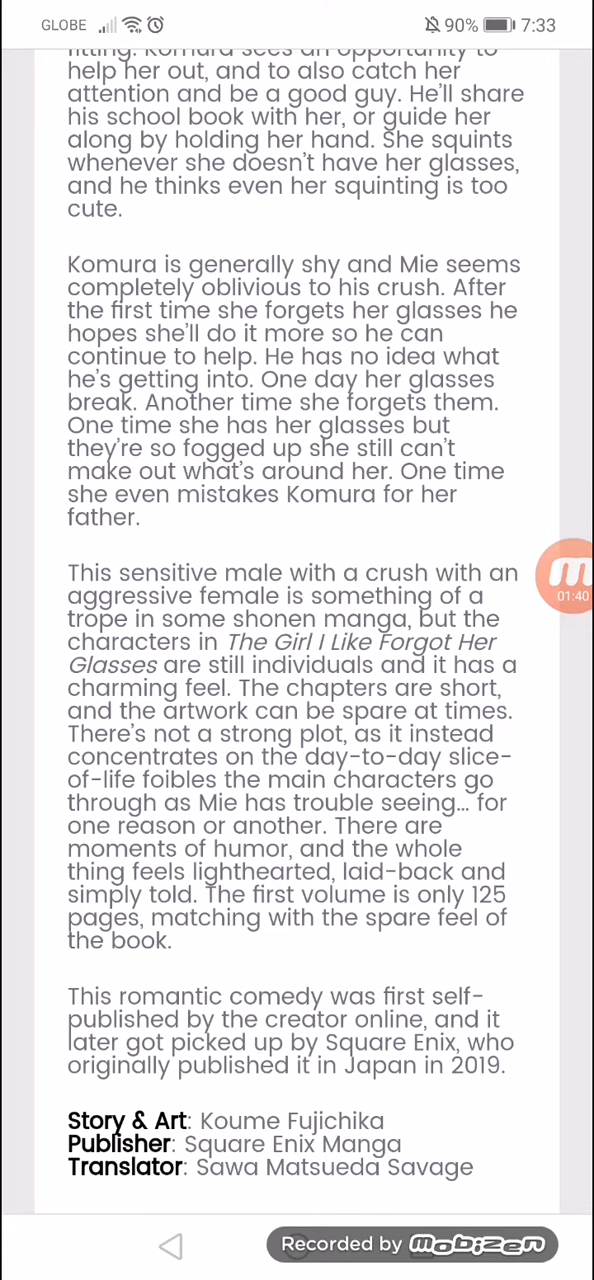 GLOBE 90% 7:33
fitting. Komura sees an opportunity to
help her out, and to also catch her
attention and be a good guy. He'll share
his school book with her, or guide her
along by holding her hand. She squints
whenever she doesn't have her glasses,
and he thinks even her squinting is too
cute.
Komura is generally shy and Mie seems
completely oblivious to his crush. After
the first time she forgets her glasses he
hopes she'll do it more so he can
continue to help. He has no idea what
he's getting into. One day her glasses
break. Another time she forgets them.
One time she has her glasses but
they're so fogged up she still can't
make out what's around her. One time
she even mistakes Komura for her
father.
This sensitive male with a crush with an
aggressive female is something of a
trope in some shonen manga, but the
characters in The Girl I Like Forgot Her
Glasses are still individuals and it has a
charming feel. The chapters are short,
and the artwork can be spare at times.
There's not a strong plot, as it instead
concentrates on the day-to-day slice-
of-life foibles the main characters go
through as Mie has trouble seeing... for
one reason or another. There are
moments of humor, and the whole
thing feels lighthearted, laid-back and
simply told. The first volume is only 125
pages, matching with the spare feel of
the book.
This romantic comedy was first self-
published by the creator online, and it
later got picked up by Square Enix, who
originally published it in Japan in 2019.
Story & Art: Koume Fujichika
Publisher: Square Enix Manga
Translator: Sawa Matsueda Savage
m
01:40
Recorded by mobizen